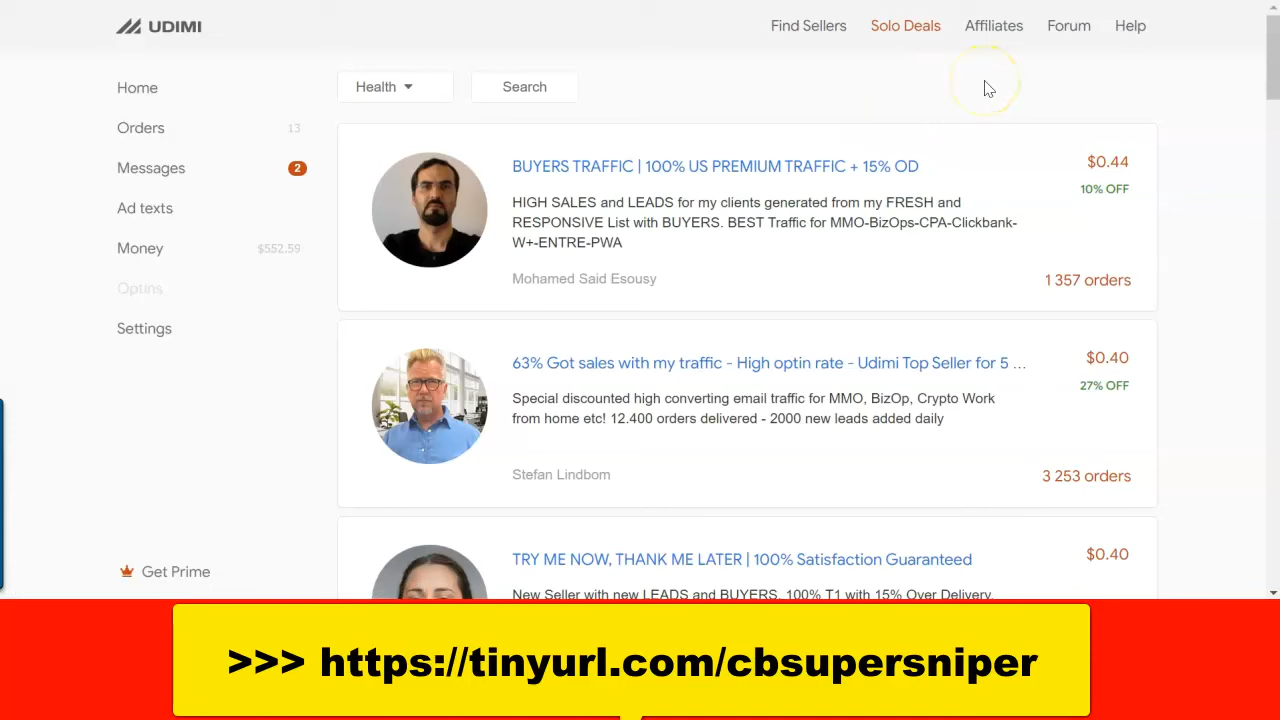 UDIMI
Find Sellers
Solo Deals
Affiliates
Forum
Help
Home
Orders 13
Messages 2
Ad texts
Money $552.59
Optins
Settings
Get Prime
Health
Search
BUYERS TRAFFIC | 100% US PREMIUM TRAFFIC + 15% OD
$0.44
10% OFF
HIGH SALES and LEADS for my clients generated from my FRESH and
RESPONSIVE List with BUYERS. BEST Traffic for MMO-BizOps-CPA-Clickbank-
W+-ENTRE-PWA
Mohamed Said Esousy
1 357 orders
63% Got sales with my traffic - High optin rate - Udimi Top Seller for 5 ...
$0.40
27% OFF
Special discounted high converting email traffic for MMO, BizOp, Crypto Work
from home etc! 12.400 orders delivered - 2000 new leads added daily
Stefan Lindbom
3 253 orders
TRY ME NOW, THANK ME LATER | 100% Satisfaction Guaranteed
$0.40
New Seller with new LEADS and BUYERS. 100% T1 with 15% Over Delivery.
>>> https://tinyurl.com/cbsupersniper